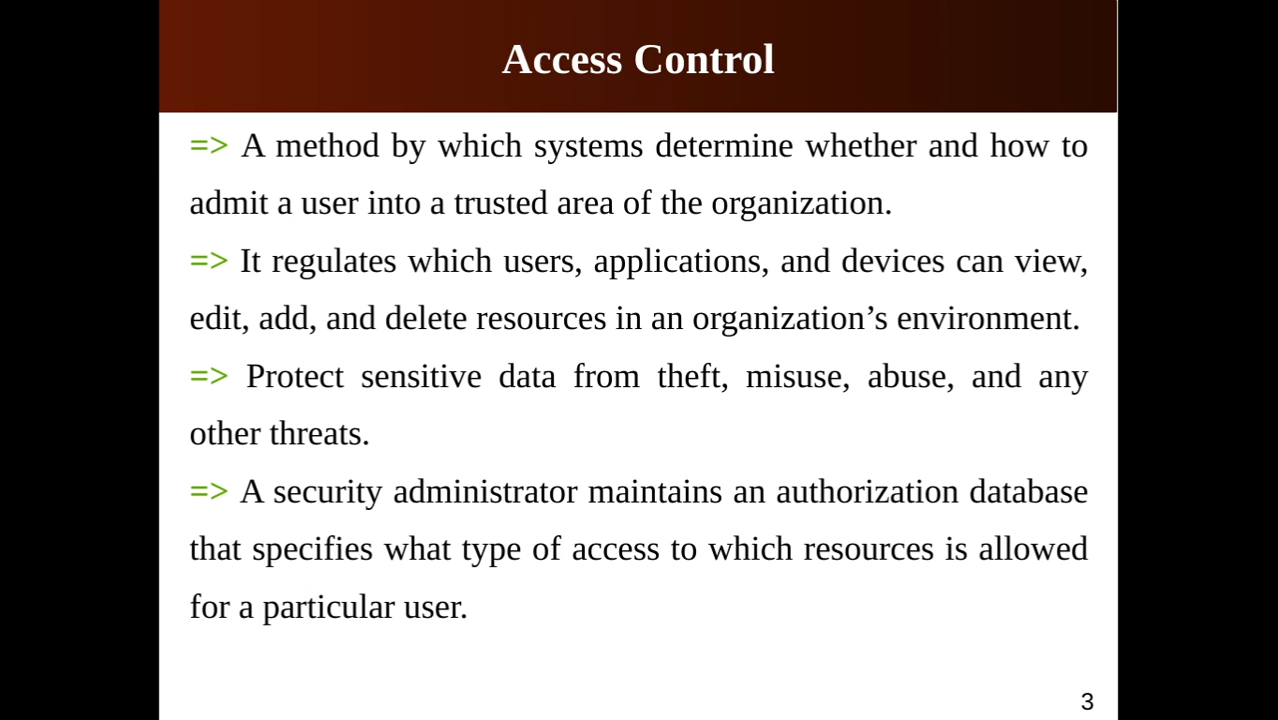 Access Control
=> A method by which systems determine whether and how to
admit a user into a trusted area of the organization.
=> It regulates which users, applications, and devices can view,
edit, add, and delete resources in an organization’s environment.
=> Protect sensitive data from theft, misuse, abuse, and any
other threats.
=> A security administrator maintains an authorization database
that specifies what type of access to which resources is allowed
for a particular user.
3